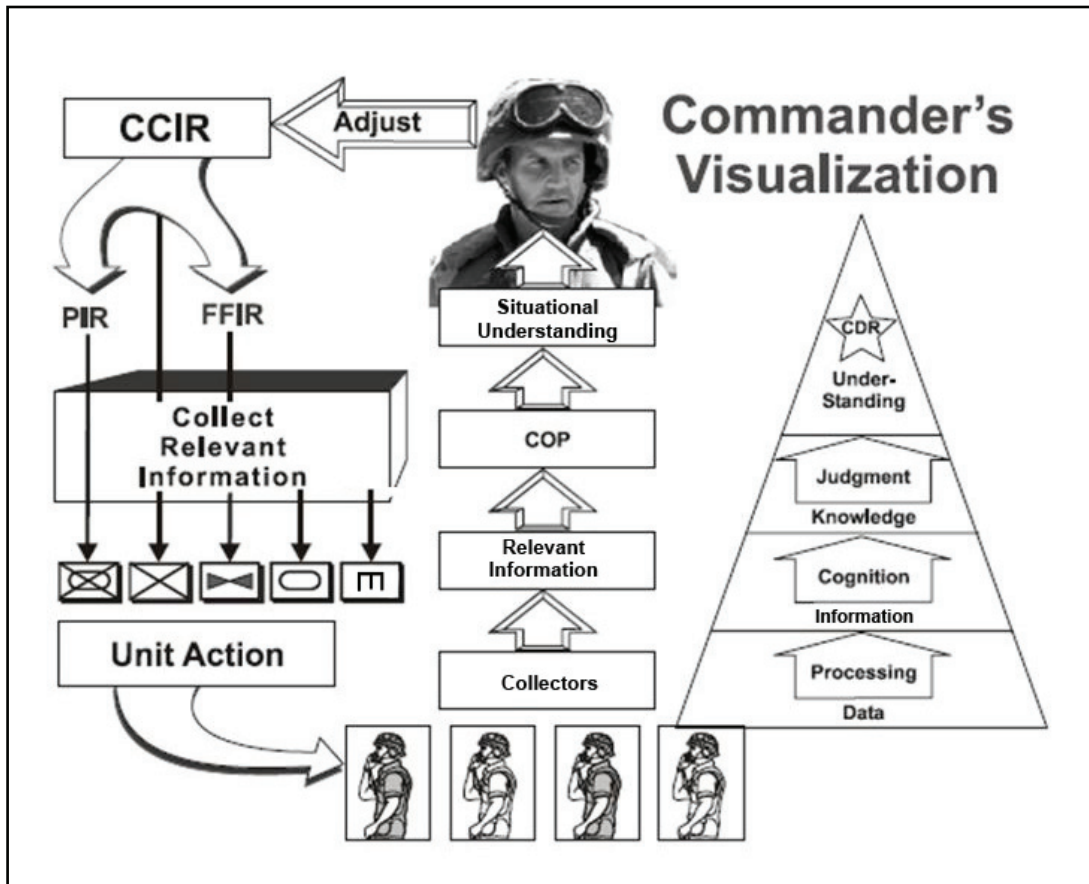 Commander's
Visualization
CCIR
Adjust
PIR
FFIR
Collect
Relevant
Information
Unit Action
Situational
Understanding
COP
Relevant
Information
Collectors
CDR
Under-
Standing
Judgment
Knowledge
Cognition
Information
Processing
Data